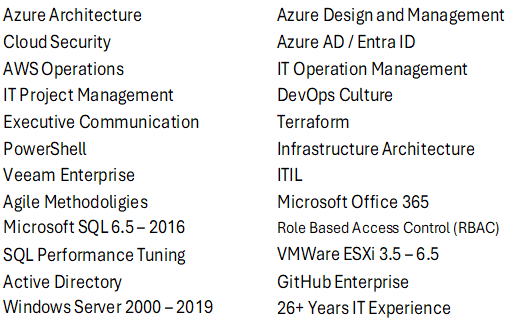 Azure Architecture
Cloud Security
AWS Operations
IT Project Management
Executive Communication
PowerShell
Veeam Enterprise
Agile Methodoligies
Microsoft SQL 6.5 – 2016
SQL Performance Tuning
Active Directory
Windows Server 2000 – 2019
Azure Design and Management
Azure AD / Entra ID
IT Operation Management
DevOps Culture
Terraform
Infrastructure Architecture
ITIL
Microsoft Office 365
Role Based Access Control (RBAC)
VMWare ESXi 3.5 – 6.5
GitHub Enterprise
26+ Years IT Experience